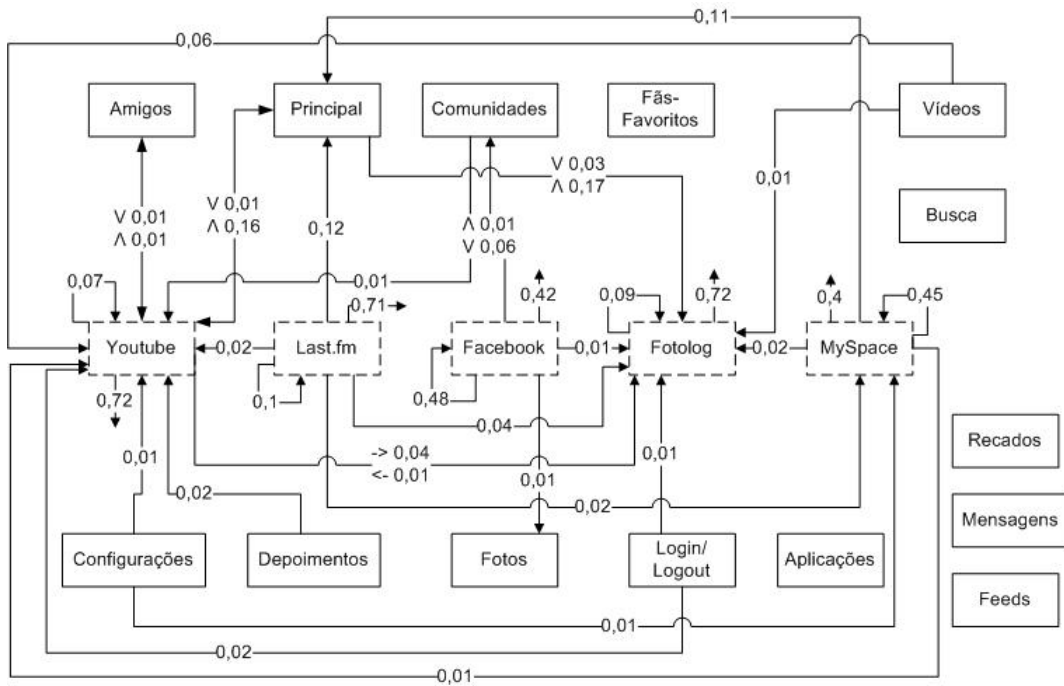 0,11
0,06
Amigos
Principal
Comunidades
Fãs-
Favoritos
Vídeos
V 0,03
Λ 0,17
0,01
Busca
V 0,01
Λ 0,01
V 0,01
Λ 0,16
0,12
Λ 0,01
V 0,06
0,07
0,01
0,71
0,42
0,09
0,72
0,4
0,45
Youtube
0,02
Last.fm
Facebook
0,01
Fotolog
0,02
MySpace
0,72
0,1
0,48
0,04
0,01
-> 0,04
<- 0,01
0,01
0,01
0,02
0,02
Recados
Mensagens
Feeds
Configurações
Depoimentos
Fotos
Login/
Logout
Aplicações
0,01
0,02
0,01